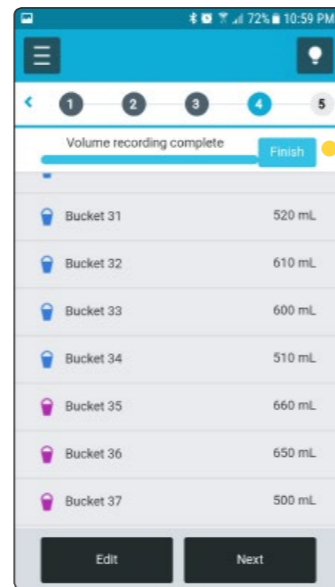 72% 10:59 PM
1 2 3 4 5
Volume recording complete
Finish
Bucket 31 520 mL
Bucket 32 610 mL
Bucket 33 600 mL
Bucket 34 510 mL
Bucket 35 660 mL
Bucket 36 650 mL
Bucket 37 500 mL
Edit Next